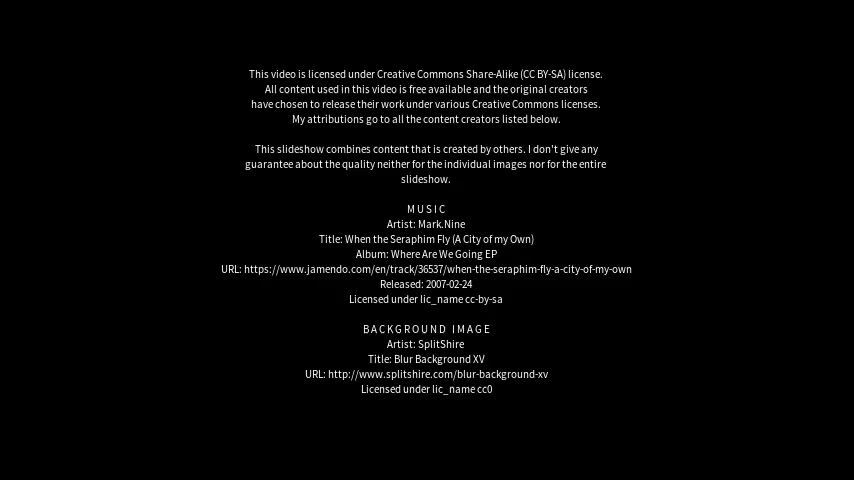 This video is licensed under Creative Commons Share-Alike (CC BY-SA) license.
All content used in this video is free available and the original creators
have chosen to release their work under various Creative Commons licenses.
My attributions go to all the content creators listed below.
This slideshow combines content that is created by others. I don't give any
guarantee about the quality neither for the individual images nor for the entire
slideshow.
MUSIC
Artist: Mark.Nine
Title: When the Seraphim Fly (A City of my Own)
Album: Where Are We Going EP
URL: https://www.jamendo.com/en/track/36537/when-the-seraphim-fly-a-city-of-my-own
Released: 2007-02-24
Licensed under lic_name cc-by-sa
BACKGROUND IMAGE
Artist: SplitShire
Title: Blur Background XV
URL: http://www.splitshire.com/blur-background-xv
Licensed under lic_name cc0